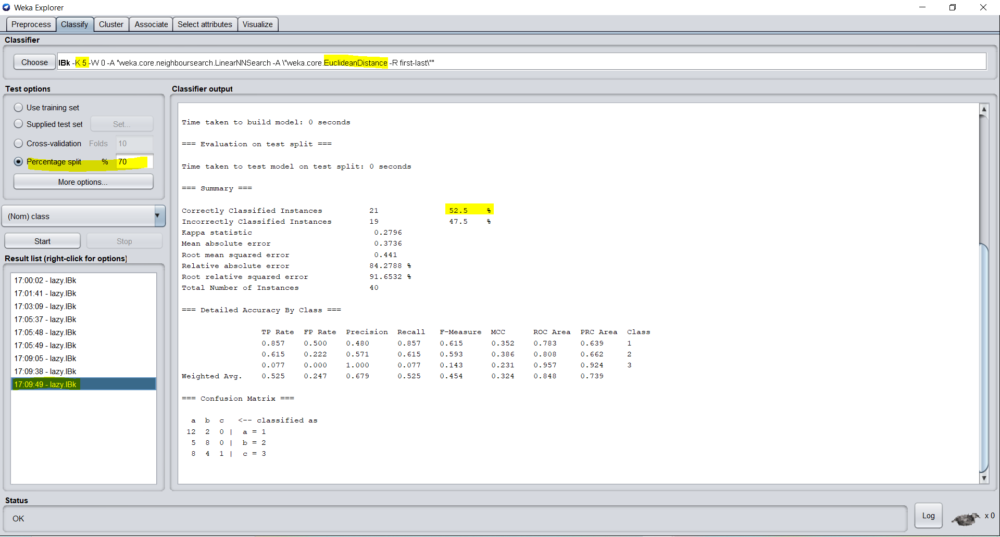 Weka Explorer
Preprocess Classify Cluster Associate Select attributes Visualize
Classifier
Choose IBk -K 5 -W 0 -A "weka.core.neighboursearch.LinearNNSearch -A \"weka.core.EuclideanDistance -R first-last\""
Test options
Use training set
Supplied test set Set...
Cross-validation Folds 10
Percentage split % 70
More options...
(Nom) class
Start Stop
Result list (right-click for options)
17:00:02 - lazy.IBk
17:01:41 - lazy.IBk
17:03:09 - lazy.IBk
17:05:37 - lazy.IBk
17:05:48 - lazy.IBk
17:05:49 - lazy.IBk
17:09:05 - lazy.IBk
17:09:38 - lazy.IBk
17:09:49 - lazy.IBk
Classifier output
Time taken to build model: 0 seconds
=== Evaluation on test split ===
Time taken to test model on test split: 0 seconds
=== Summary ===
Correctly Classified Instances 21 52.5 %
Incorrectly Classified Instances 19 47.5 %
Kappa statistic 0.2796
Mean absolute error 0.3736
Root mean squared error 0.441
Relative absolute error 84.2788 %
Root relative squared error 91.6532 %
Total Number of Instances 40
=== Detailed Accuracy By Class ===
TP Rate FP Rate Precision Recall F-Measure MCC ROC Area PRC Area Class
0.857 0.500 0.480 0.857 0.615 0.352 0.783 0.639 1
0.615 0.222 0.571 0.615 0.593 0.386 0.808 0.662 2
0.077 0.000 1.000 0.077 0.143 0.231 0.957 0.924 3
Weighted Avg. 0.525 0.247 0.679 0.525 0.454 0.324 0.848 0.739
=== Confusion Matrix ===
a b c <-- classified as
12 2 0 | a = 1
5 8 0 | b = 2
8 4 1 | c = 3
Status
OK
Log x 0